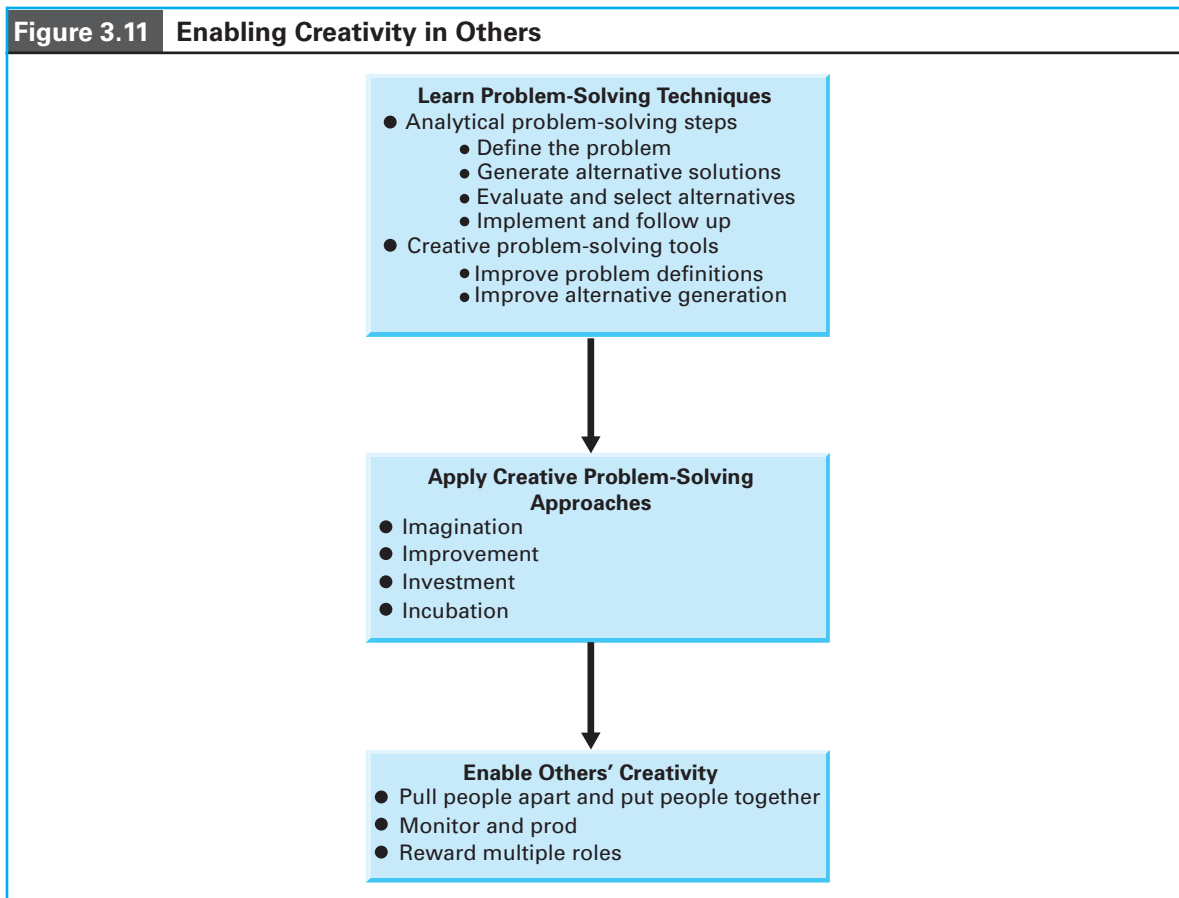 Figure 3.11 Enabling Creativity in Others
Learn Problem-Solving Techniques
● Analytical problem-solving steps
● Define the problem
● Generate alternative solutions
● Evaluate and select alternatives
● Implement and follow up
● Creative problem-solving tools
● Improve problem definitions
● Improve alternative generation
Apply Creative Problem-Solving
Approaches
● Imagination
● Improvement
● Investment
● Incubation
Enable Others’ Creativity
● Pull people apart and put people together
● Monitor and prod
● Reward multiple roles